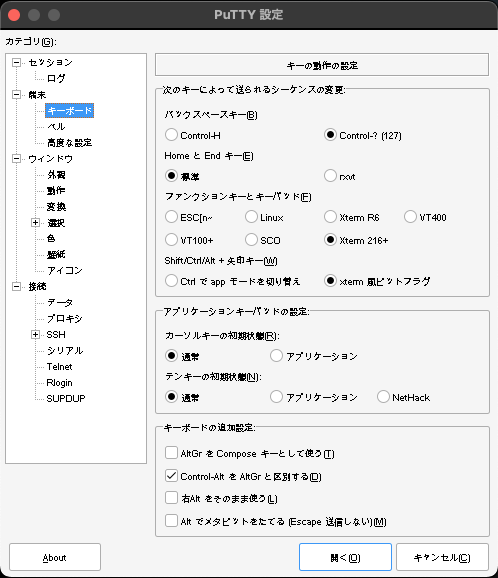 PuTTY 設定
カテゴリ(G):
セッション
ログ
端末
キーボード
ベル
高度な設定
ウィンドウ
外観
動作
変換
選択
色
壁紙
アイコン
接続
データ
プロキシ
SSH
シリアル
Telnet
Rlogin
SUPDUP
キーの動作の設定
次のキーによって送られるシーケンスの変更:
バックスペースキー(B)
Control-H Control-? (127)
Home と End キー(E)
標準 rxvt
ファンクションキーとキーパッド(F)
ESC[n~ Linux Xterm R6 VT400
VT100+ SCO Xterm 216+
Shift/Ctrl/Alt + 矢印キー(W)
Ctrl で app モードを切り替え xterm 風ビットフラグ
アプリケーションキーパッドの設定:
カーソルキーの初期状態(R):
通常 アプリケーション
テンキーの初期状態(N):
通常 アプリケーション NetHack
キーボードの追加設定:
AltGr を Compose キーとして使う(T)
Control-Alt を AltGr と区別する(D)
右Alt をそのまま使う(L)
Alt でメタビットをたてる (Escape 送信しない)(M)
About 開く(O) キャンセル(C)